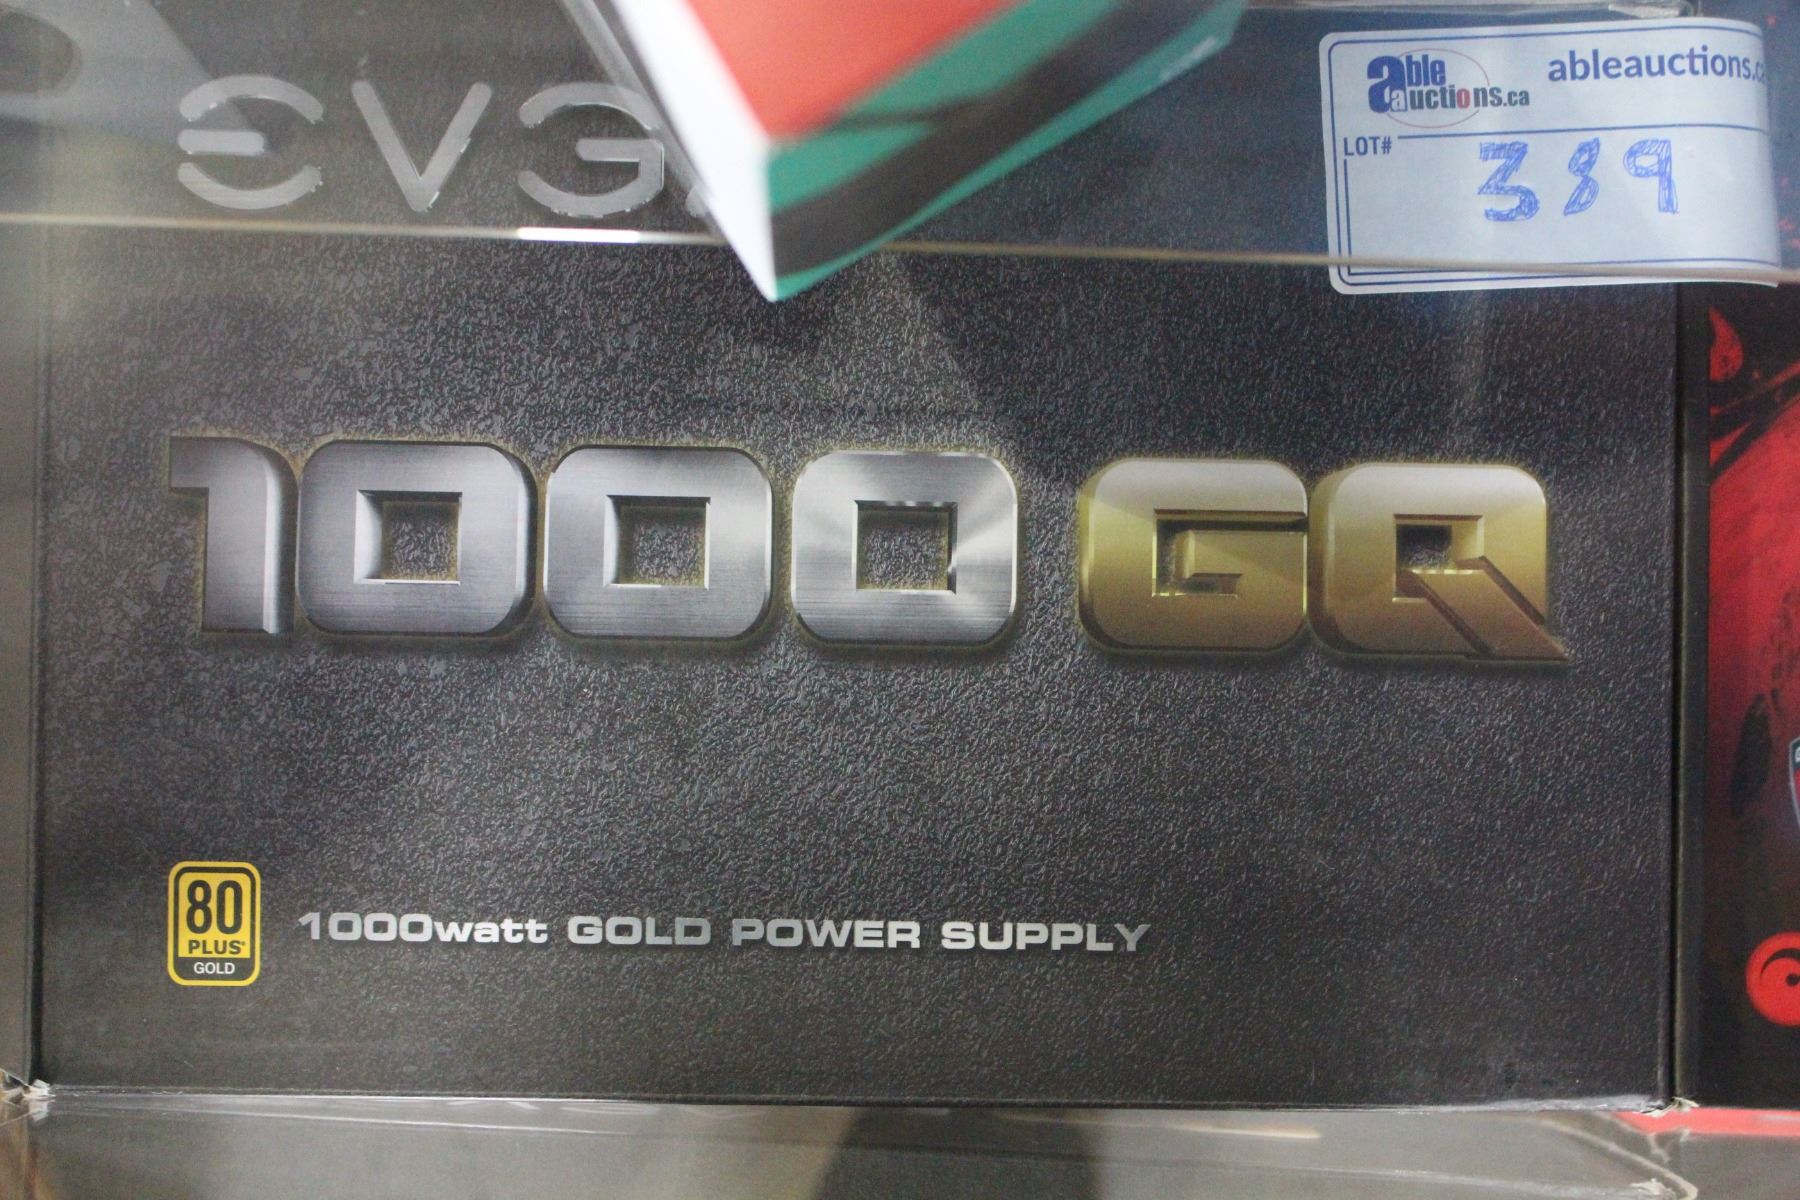 EVGA
able auctions.ca
ableauctions.ca
LOT# 389
1000 GQ
80
PLUS
GOLD
1000watt GOLD POWER SUPPLY